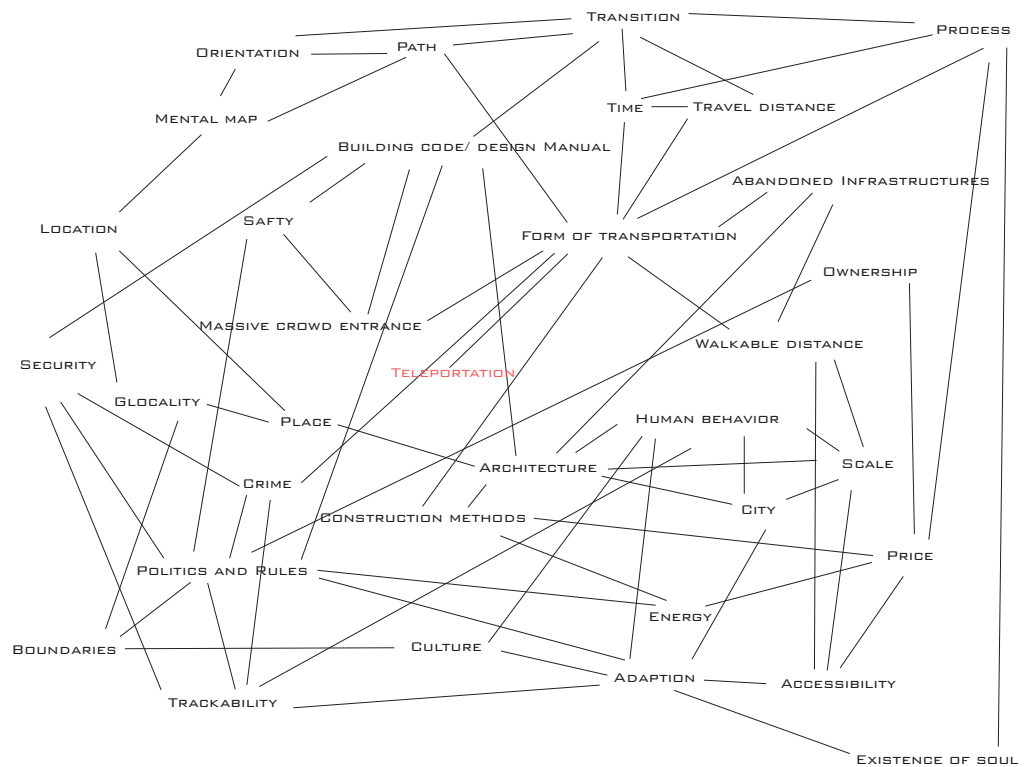 Transition
Process
Orientation
Path
Time
Travel distance
Mental map
Building code/ design Manual
Abandoned Infrastructures
Location
Safty
Form of transportation
Ownership
Massive crowd entrance
Walkable distance
Security
Teleportation
Glocality
Place
Human behavior
Architecture
Scale
Crime
City
Construction methods
Price
Politics and Rules
Energy
Boundaries
Culture
Adaption
Accessibility
Trackability
Existence of soul